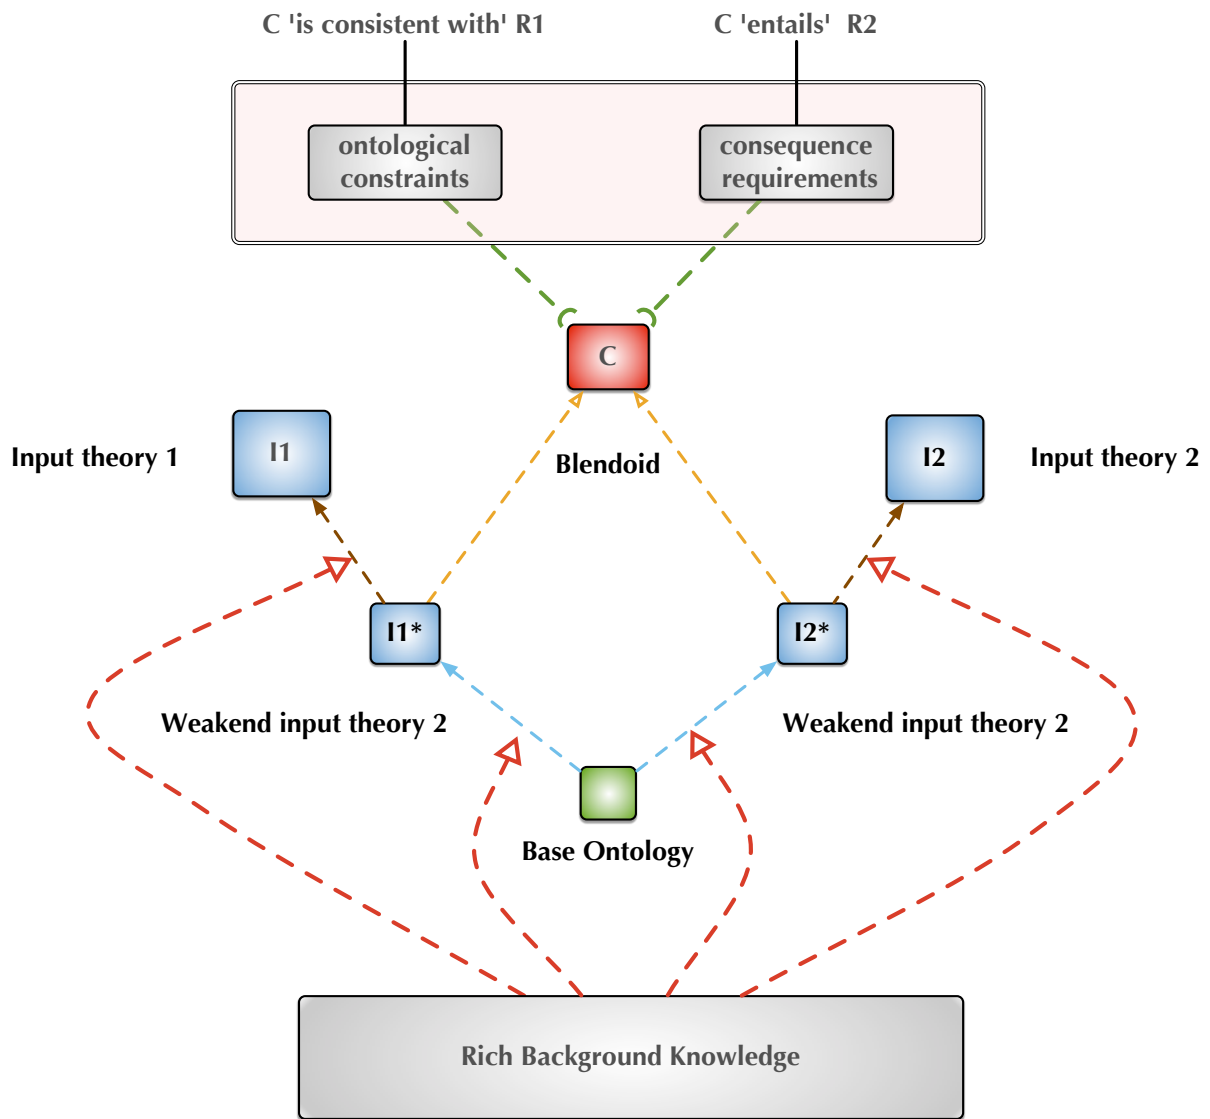 C 'is consistent with' R1
C 'entails' R2
ontological
constraints
consequence
requirements
C
Input theory 1
I1
Blendoid
I2
Input theory 2
I1*
I2*
Weakend input theory 2
Weakend input theory 2
Base Ontology
Rich Background Knowledge